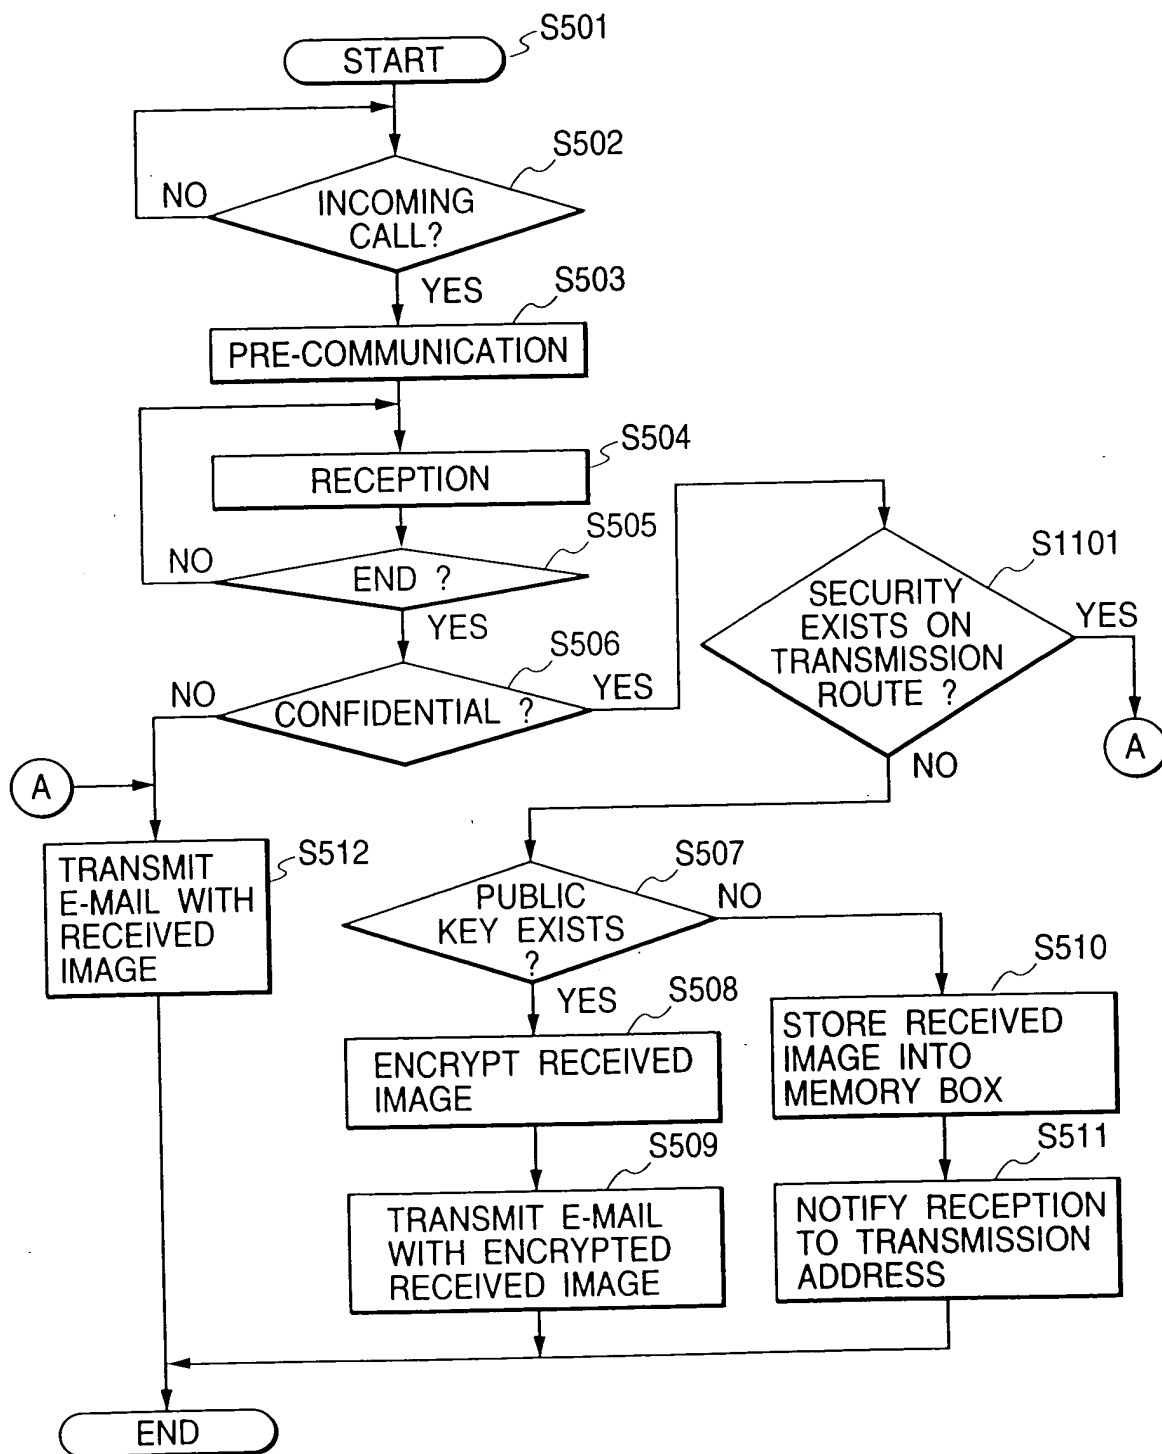 START
S501
S502
NO
INCOMING
CALL?
YES
S503
PRE-COMMUNICATION
S504
RECEPTION
S505
NO
END ?
YES
S506
NO
CONFIDENTIAL ?
YES
S1101
SECURITY
EXISTS ON
TRANSMISSION
ROUTE ?
YES
A
NO
A
S512
TRANSMIT
E-MAIL WITH
RECEIVED
IMAGE
S507
PUBLIC
KEY EXISTS
?
NO
YES
S508
ENCRYPT RECEIVED
IMAGE
S510
STORE RECEIVED
IMAGE INTO
MEMORY BOX
S509
TRANSMIT E-MAIL
WITH ENCRYPTED
RECEIVED IMAGE
S511
NOTIFY RECEPTION
TO TRANSMISSION
ADDRESS
END